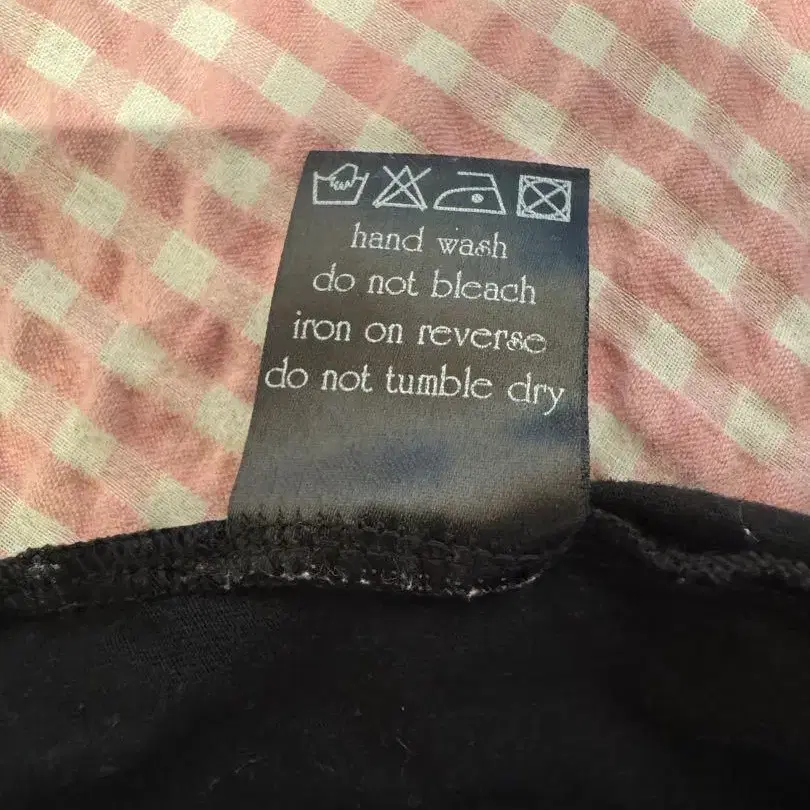 hand wash
do not bleach
iron on reverse
do not tumble dry